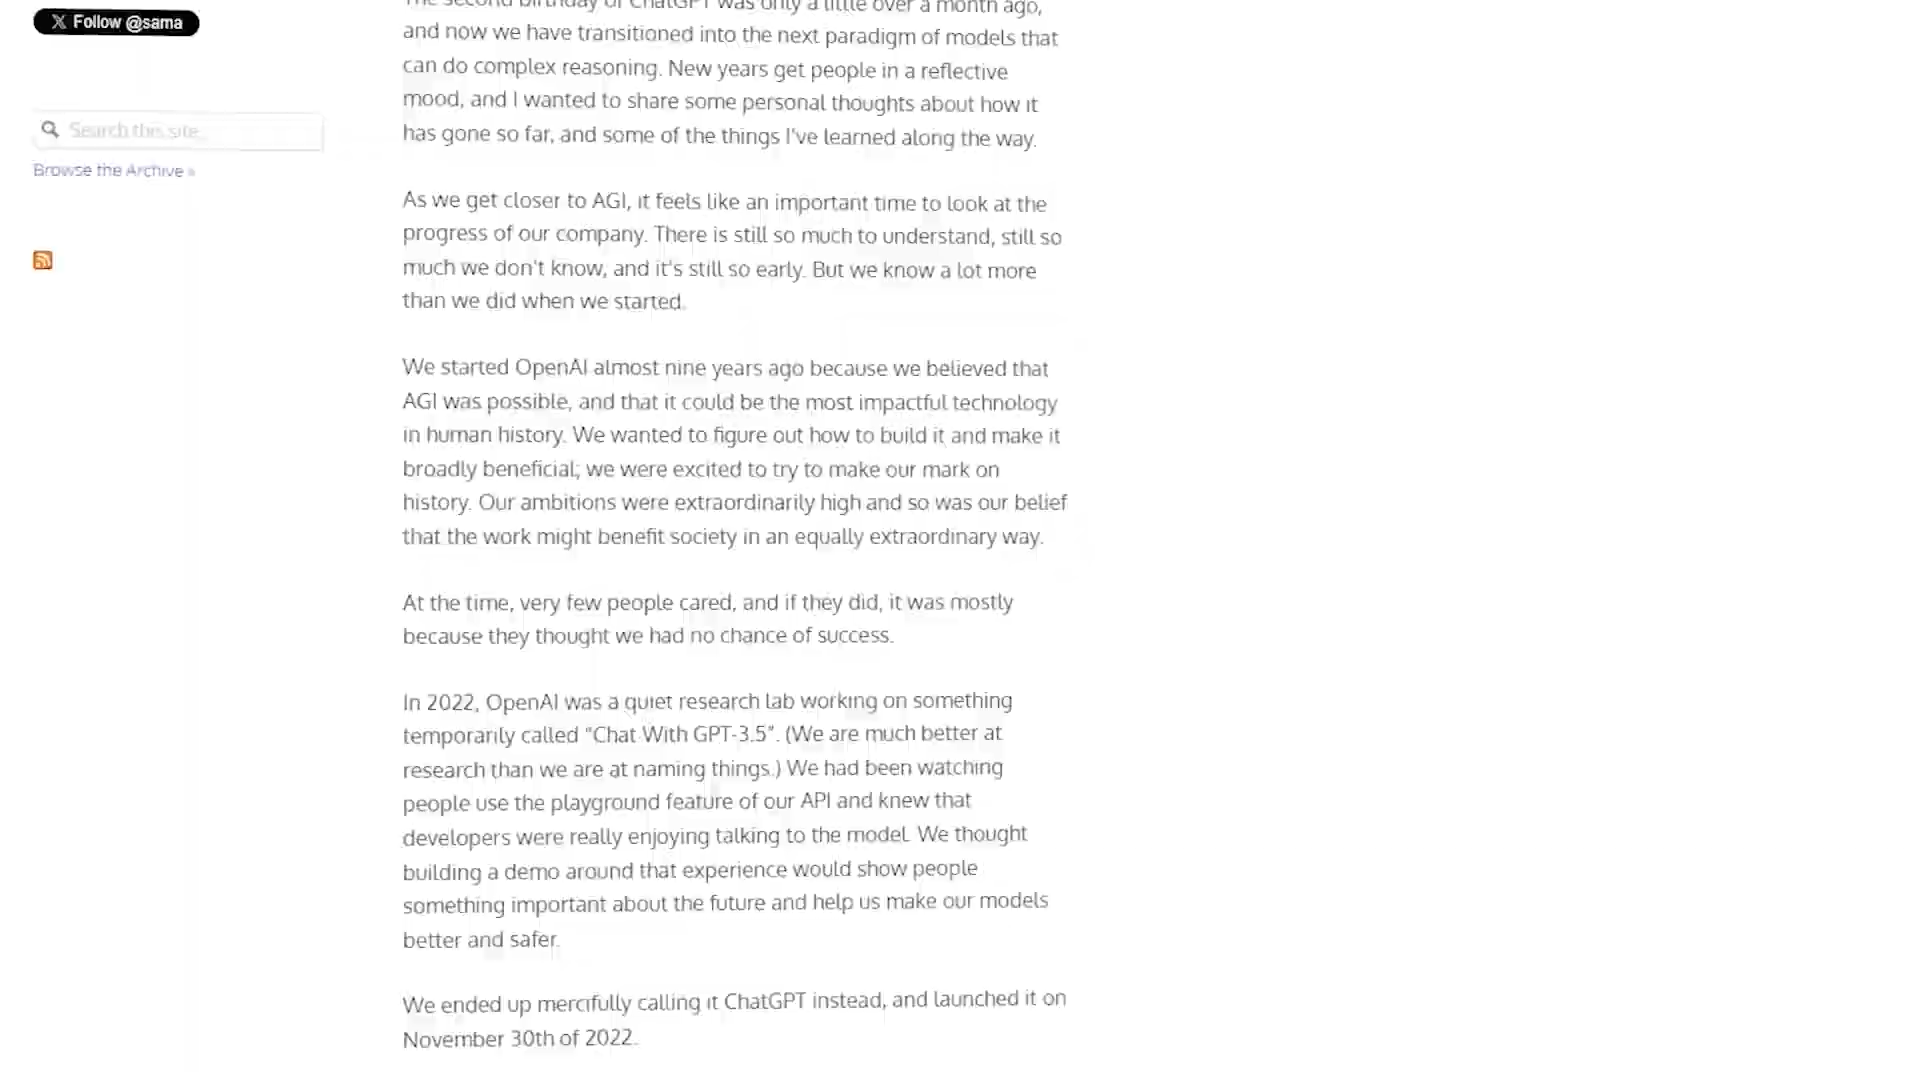 Follow @sama
Search this site...
Browse the Archive »
The second birthday of ChatGPT was only a little over a month ago,
and now we have transitioned into the next paradigm of models that
can do complex reasoning. New years get people in a reflective
mood, and I wanted to share some personal thoughts about how it
has gone so far, and some of the things I've learned along the way.
As we get closer to AGI, it feels like an important time to look at the
progress of our company. There is still so much to understand, still so
much we don't know, and it's still so early. But we know a lot more
than we did when we started.
We started OpenAI almost nine years ago because we believed that
AGI was possible, and that it could be the most impactful technology
in human history. We wanted to figure out how to build it and make it
broadly beneficial; we were excited to try to make our mark on
history. Our ambitions were extraordinarily high and so was our belief
that the work might benefit society in an equally extraordinary way.
At the time, very few people cared, and if they did, it was mostly
because they thought we had no chance of success.
In 2022, OpenAI was a quiet research lab working on something
temporarily called “Chat With GPT-3.5”. (We are much better at
research than we are at naming things.) We had been watching
people use the playground feature of our API and knew that
developers were really enjoying talking to the model. We thought
building a demo around that experience would show people
something important about the future and help us make our models
better and safer.
We ended up mercifully calling it ChatGPT instead, and launched it on
November 30th of 2022.